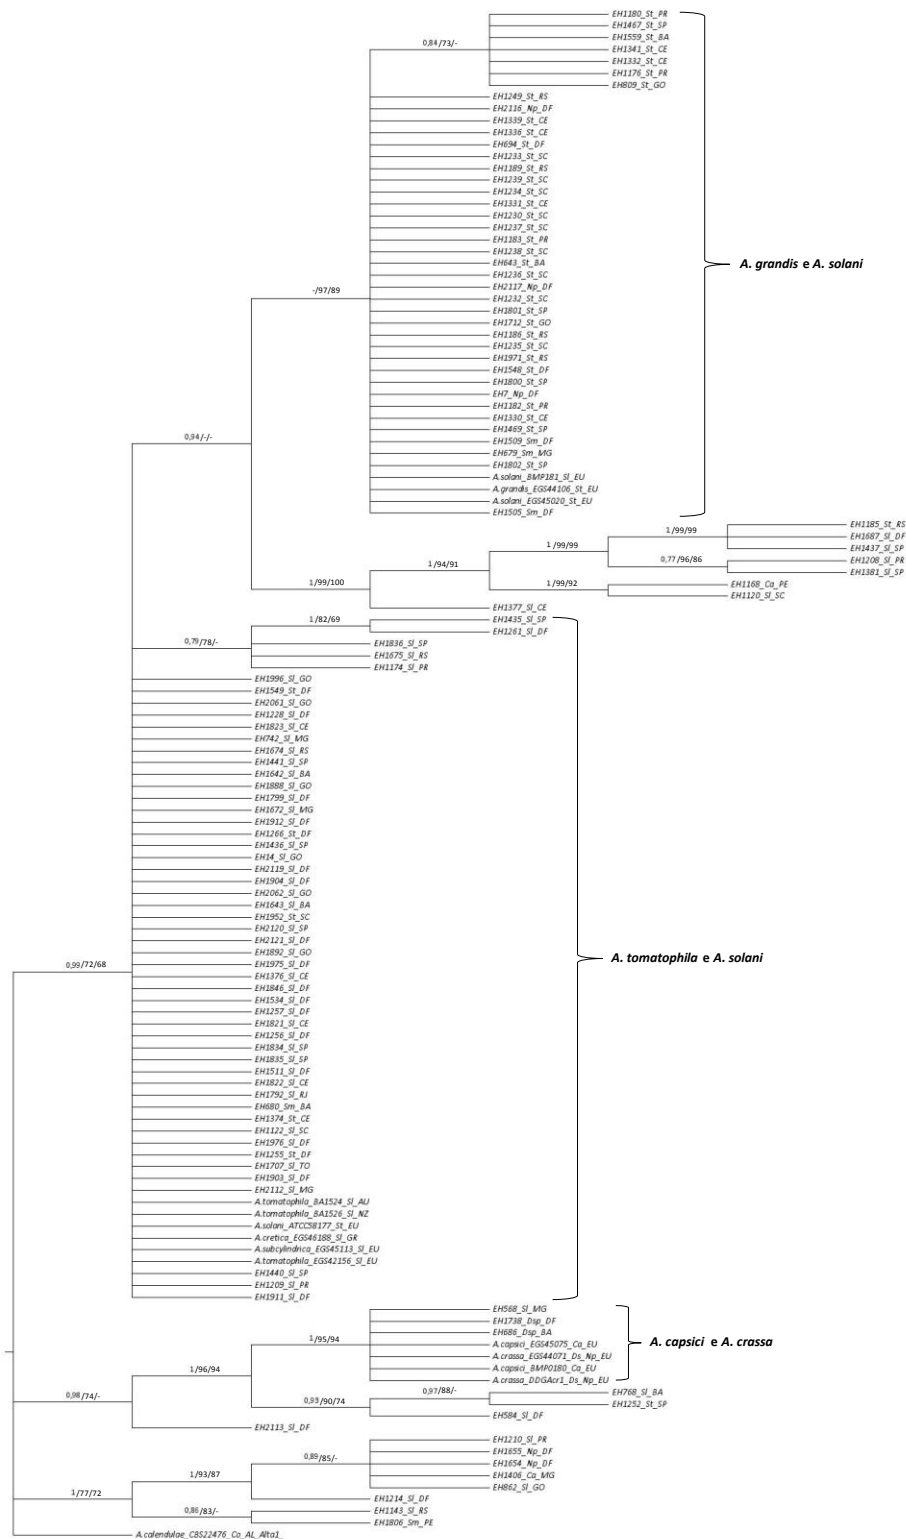 EH1180_St_PR
EH1467_St_SP
EH1559_St_BA
0,84/73/-
EH1341_St_CE
EH1332_St_CE
EH1176_St_PR
EH809_St_GO
EH1249_St_RS
EH2116_Np_DF
EH1339_St_CE
EH1336_St_CE
EH694_St_DF
EH1233_St_SC
EH1189_St_RS
EH1239_St_SC
EH1234_St_SC
EH1331_St_CE
EH1230_St_SC
EH1237_St_SC
EH1183_St_PR
EH1238_St_SC
EH643_St_BA
A. grandis e A. solani
EH1236_St_SC
EH2117_Np_DF
-/97/89
EH1232_St_SC
EH1801_St_SP
EH1712_St_GO
EH1186_St_RS
EH1235_St_SC
EH1971_St_RS
EH1548_St_DF
EH1800_St_SP
EH7_Np_DF
EH1182_St_PR
EH1330_St_CE
EH1469_St_SP
0,94/-/-
EH1509_Sm_DF
EH679_Sm_MG
EH1802_St_SP
A.solani_BMP181_Sl_EU
A.grandis_EGS44106_St_EU
A.solani_EGS45020_St_EU
EH1505_Sm_DF
EH1185_St_RS
1/99/99
EH1687_Sl_DF
EH1437_Sl_SP
1/99/99
0,77/96/86
EH1208_Sl_PR
1/94/91
EH1381_Sl_SP
1/99/100
1/99/92
EH1168_Ca_PE
EH1120_Sl_SC
EH1377_Sl_CE
1/82/69
EH1435_Sl_SP
EH1261_Sl_DF
0,79/78/-
EH1836_Sl_SP
EH1675_Sl_RS
EH1174_Sl_PR
EH1996_Sl_GO
EH1549_St_DF
EH2061_Sl_GO
EH1228_Sl_DF
EH1823_Sl_CE
EH742_Sl_MG
EH1674_Sl_RS
EH1441_Sl_SP
EH1642_Sl_BA
EH1888_Sl_GO
EH1799_Sl_DF
EH1672_Sl_MG
EH1912_Sl_DF
EH1266_St_DF
EH1436_Sl_SP
EH14_Sl_GO
EH2119_Sl_DF
EH1904_Sl_DF
EH2062_Sl_GO
EH1643_Sl_BA
EH1952_St_SC
EH2120_Sl_SP
EH2121_Sl_DF
EH1892_Sl_GO
A. tomatophila e A. solani
0,99/72/68
EH1975_Sl_DF
EH1376_Sl_CE
EH1846_Sl_DF
EH1534_Sl_DF
EH1257_Sl_DF
EH1821_Sl_CE
EH1256_Sl_DF
EH1834_Sl_SP
EH1835_Sl_SP
EH1511_Sl_DF
EH1822_Sl_CE
EH1792_Sl_RJ
EH680_Sm_BA
EH1374_St_CE
EH1122_Sl_SC
EH1976_Sl_DF
EH1255_St_DF
EH1707_Sl_TO
EH1903_Sl_DF
EH2112_Sl_MG
A.tomatophila_BA1524_Sl_AU
A.tomatophila_BA1526_Sl_NZ
A.solani_ATCC58177_St_EU
A.cretica_EGS46188_Sl_GR
A.subcylindrica_EGS45113_Sl_EU
A.tomatophila_EGS42156_Sl_EU
EH1440_Sl_SP
EH1209_Sl_PR
EH1911_Sl_DF
EH568_Sl_MG
EH1738_Dsp_DF
EH686_Dsp_BA
1/95/94
A.capsici_EGS45075_Ca_EU
A. capsici e A. crassa
A.crassa_EGS44071_Ds_Np_EU
1/96/94
A.capsici_BMP0180_Ca_EU
A.crassa_DDGAcr1_Ds_Np_EU
0,97/88/-
EH768_Sl_BA
0,98/74/-
0,93/90/74
EH1252_St_SP
EH584_Sl_DF
EH2113_Sl_DF
EH1210_Sl_PR
EH1655_Np_DF
0,89/85/-
EH1654_Np_DF
1/93/87
EH1406_Ca_MG
EH862_Sl_GO
1/77/72
EH1214_Sl_DF
0,86/83/-
EH1143_Sl_RS
EH1806_Sm_PE
A.calendulae_CBS22476_Co_AL_Alta1_